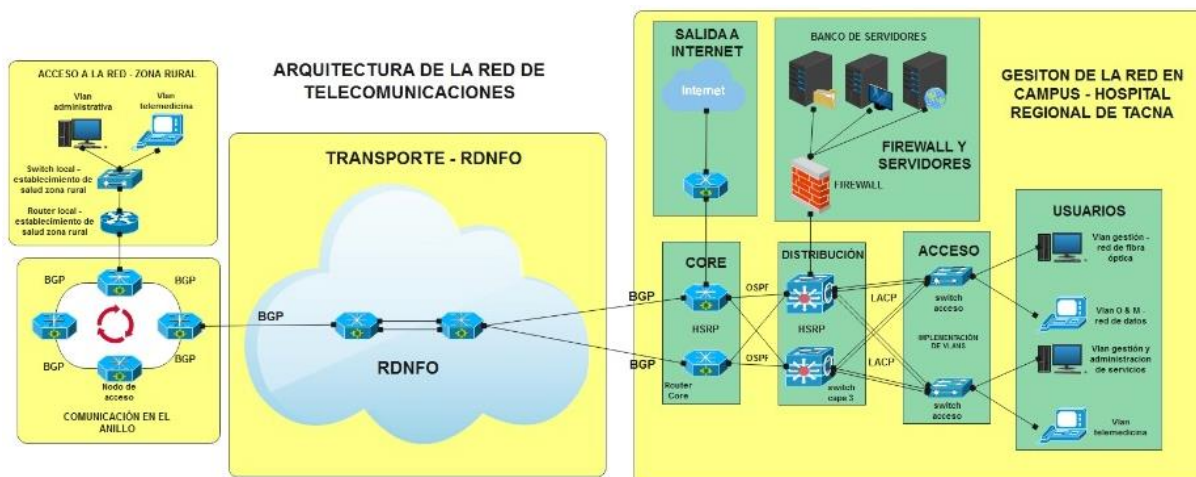 ARQUITECTURA DE LA RED DE
TELECOMUNICACIONES
ACCESO A LA RED - ZONA RURAL
Vlan
administrativa
Vlan
telemedicina
Switch local -
establecimiento de
salud zona rural
Router local -
establecimiento de
salud zona rural
BGP
BGP
BGP
BGP
Nodo de
acceso
COMUNICACIÓN EN EL
ANILLO
TRANSPORTE - RDNFO
BGP
RDNFO
BGP
BGP
GESITON DE LA RED EN
CAMPUS - HOSPITAL
REGIONAL DE TACNA
SALIDA A
INTERNET
Internet
BANCO DE SERVIDORES
FIREWALL Y
SERVIDORES
FIREWALL
CORE
HSRP
Router
Core
OSPF
OSPF
DISTRIBUCIÓN
HSRP
switch
capa 3
LACP
LACP
ACCESO
switch
acceso
IMPLEMENTACIÓN
DE VLANS
switch
acceso
USUARIOS
Vlan gestión -
red de fibra
óptica
Vlan O & M -
red de datos
Vlan gestión y
administracion
de servicios
Vlan
telemedicina